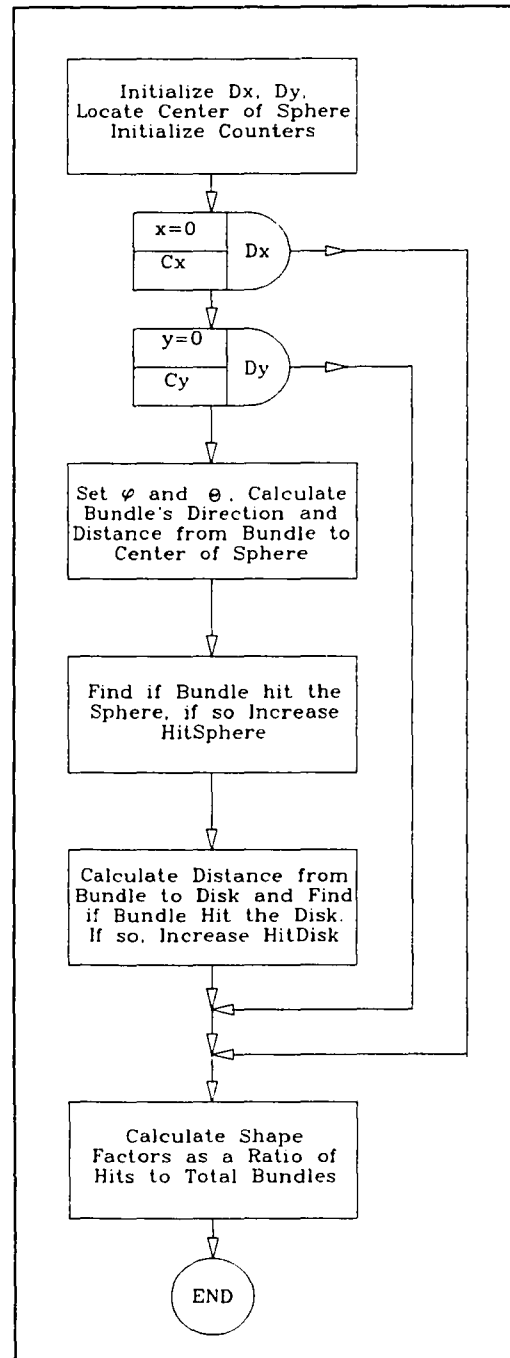 Initialize Dx, Dy,
Locate Center of Sphere
Initialize Counters
x=0
Cx
Dx
y=0
Cy
Dy
Set φ and θ, Calculate
Bundle's Direction and
Distance from Bundle to
Center of Sphere
Find if Bundle hit the
Sphere, if so Increase
HitSphere
Calculate Distance from
Bundle to Disk and Find
if Bundle Hit the Disk.
If so, Increase HitDisk
Calculate Shape
Factors as a Ratio of
Hits to Total Bundles
END